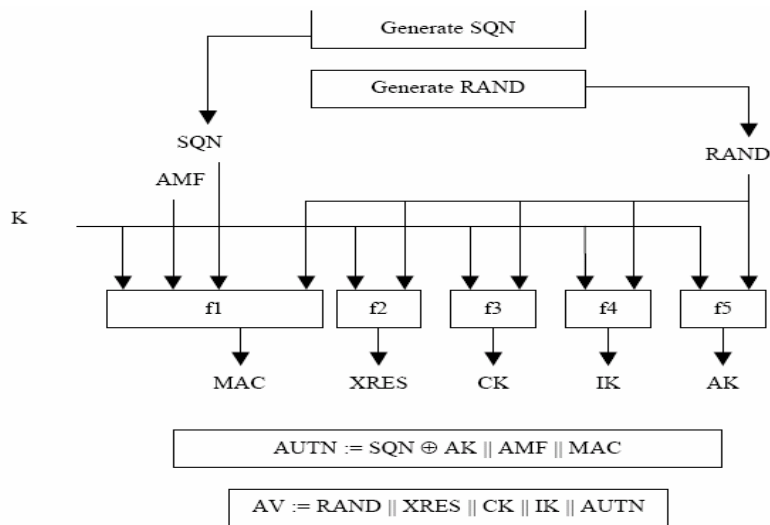 Generate SQN
Generate RAND
SQN
RAND
AMF
K
f1 f2 f3 f4 f5
MAC XRES CK IK AK
AUTN := SQN ⊕ AK || AMF || MAC
AV := RAND || XRES || CK || IK || AUTN